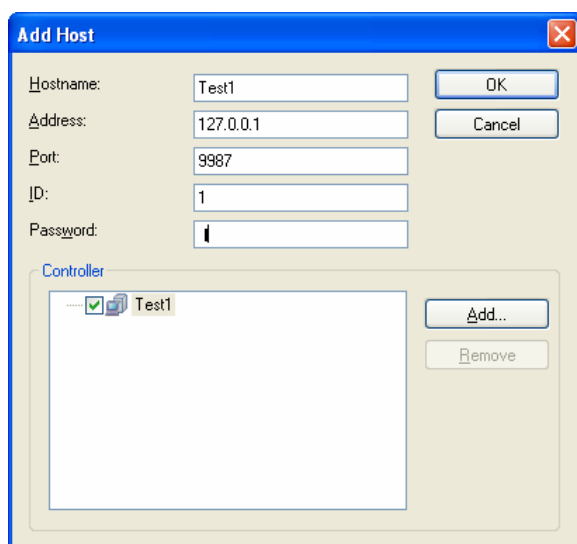 Add Host
Hostname: Test1 OK
Address: 127.0.0.1 Cancel
Port: 9987
ID: 1
Password:
Controller
Test1 Add...
Remove